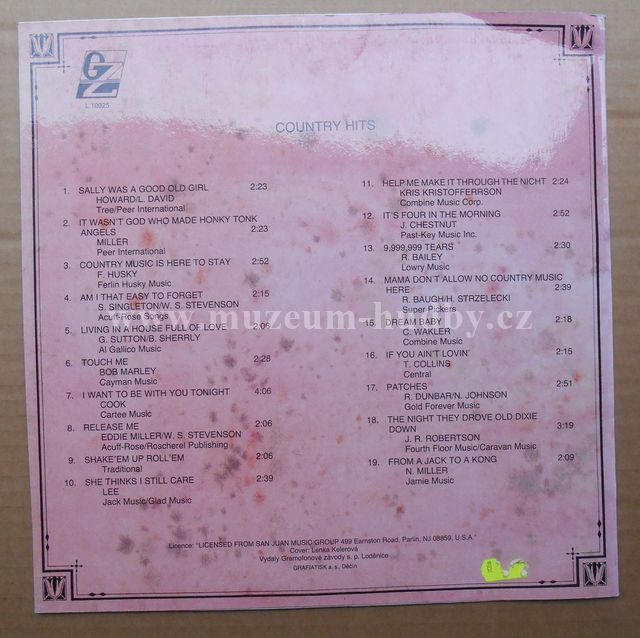 GZ
L 10025
COUNTRY HITS
1. SALLY WAS A GOOD OLD GIRL 2:23
HOWARD/L. DAVID
Tree/Peer International
2. IT WASN'T GOD WHO MADE HONKY TONK
ANGELS 2:23
MILLER
Peer International
3. COUNTRY MUSIC IS HERE TO STAY 2:52
F. HUSKY
Ferlin Husky Music
4. AM I THAT EASY TO FORGET 2:15
S. SINGLETON/W. S. STEVENSON
Acuff-Rose Songs
5. LIVING IN A HOUSE FULL OF LOVE 2:06
G. SUTTON/B. SHERRLY
Al Gallico Music
6. TOUCH ME 2:28
BOB MARLEY
Cayman Music
7. I WANT TO BE WITH YOU TONIGHT 4:06
COOK
Cartee Music
8. RELEASE ME 2:06
EDDIE MILLER/W. S. STEVENSON
Acuff-Rose/Roscherel Publishing
9. SHAKE'EM UP ROLL'EM 2:06
Traditional
10. SHE THINKS I STILL CARE 2:39
LEE
Jack Music/Glad Music
11. HELP ME MAKE IT THROUGH THE NICHT 2:24
KRIS KRISTOFFERRSON
Combine Music Corp.
12. IT'S FOUR IN THE MORNING 2:52
J. CHESTNUT
Past-Key Music Inc.
13. 9,999,999 TEARS 2:30
R. BAILEY
Lowry Music
14. MAMA DON'T ALLOW NO COUNTRY MUSIC
HERE 2:39
R. BAUGH/H. STRZELECKI
Super Pickers
15. DREAM BABY 2:18
C. WAKLER
Combine Music
16. IF YOU AIN'T LOVIN' 2:15
T. COLLINS
Central
17. PATCHES 2:51
R. DUNBAR/N. JOHNSON
Gold Forever Music
18. THE NIGHT THEY DROVE OLD DIXIE
DOWN 3:19
J. R. ROBERTSON
Fourth Floor Music/Caravan Music
19. FROM A JACK TO A KONG 2:09
N. MILLER
Jamie Music
www.muzeum-hudby.cz
Licence: "LICENSED FROM SAN JUAN MUSIC GROUP 499 Earnston Road, Parlin, NJ 08859, U.S.A."
Cover: Lenka Kelerová
Vydaly Gramofonové závody s. p. Loděnice
GRAFIATISK a. s., Děčín